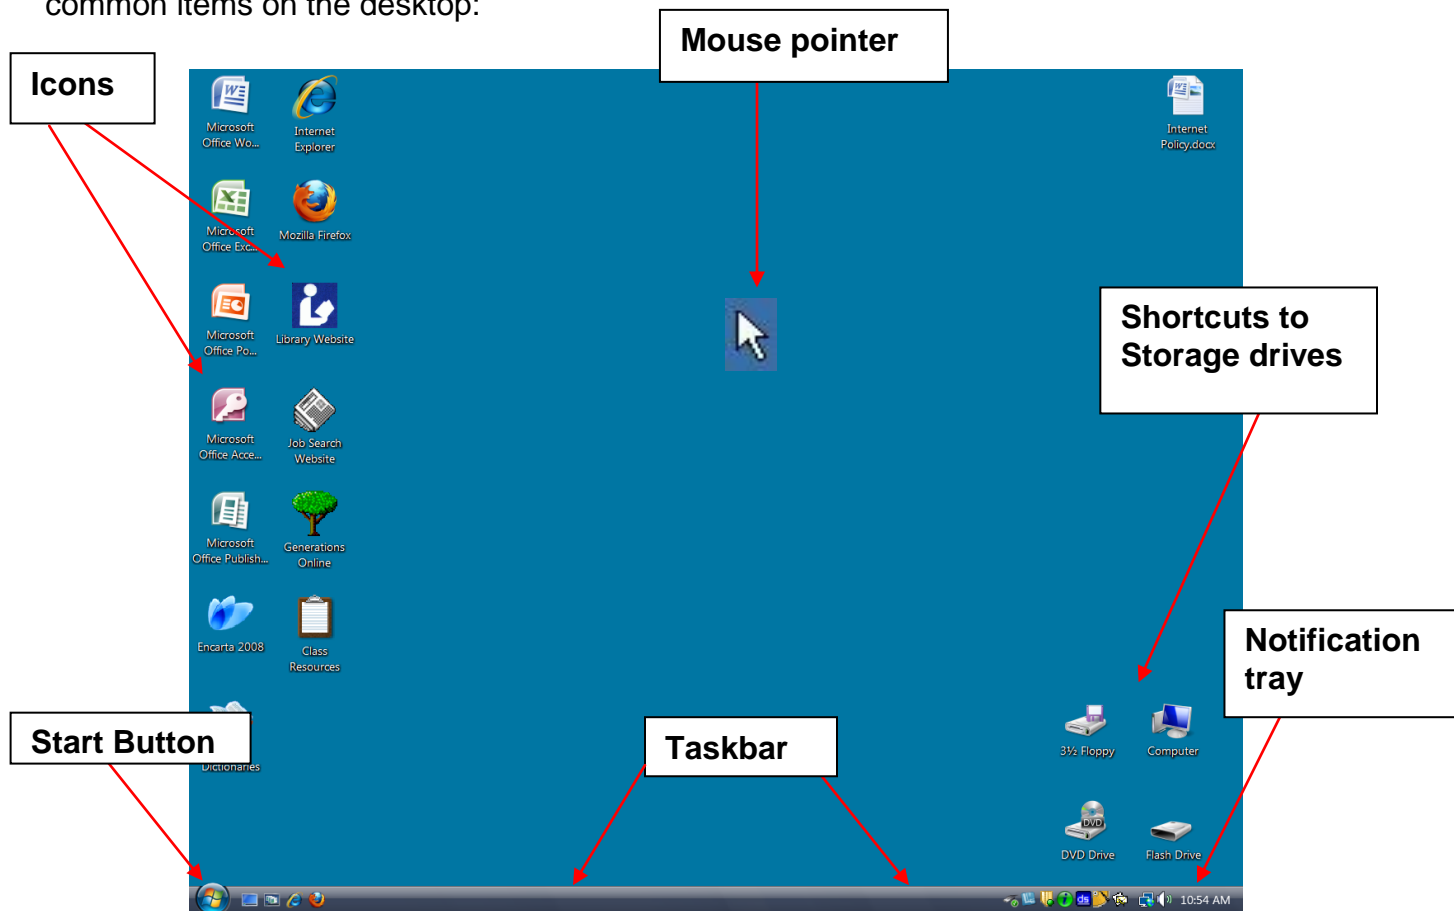 common items on the desktop:
Mouse pointer
Icons
Microsoft
Office Wo...
Internet
Explorer
Internet
Policy.docx
Microsoft
Office Exc...
Mozilla Firefox
Microsoft
Office Po...
Library Website
Shortcuts to
Storage drives
Microsoft
Office Acce...
Job Search
Website
Microsoft
Office Publish...
Generations
Online
Encarta 2008
Class
Resources
Notification
tray
Start Button
Dictionaries
Taskbar
3½ Floppy
Computer
DVD
DVD Drive
Flash Drive
ds
10:54 AM